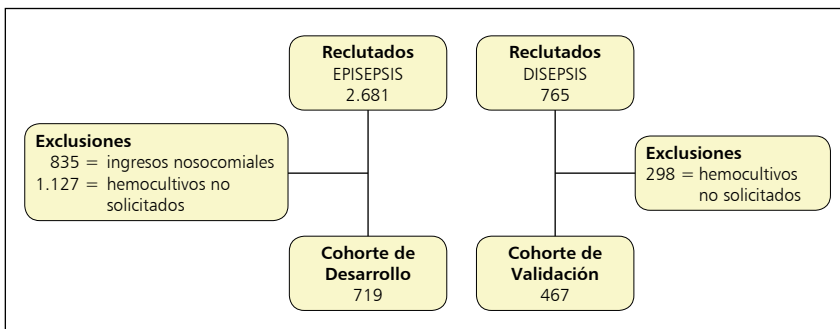 Reclutados
EPISEPSIS
2.681
Reclutados
DISEPSIS
765
Exclusiones
835 = ingresos nosocomiales
1.127 = hemocultivos no
solicitados
Exclusiones
298 = hemocultivos
no solicitados
Cohorte de
Desarrollo
719
Cohorte de
Validación
467